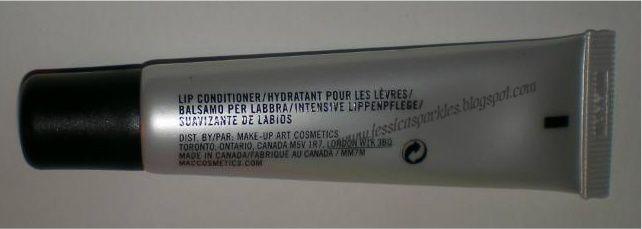 LIP CONDITIONER/HYDRATANT POUR LES LÈVRES/
BALSAMO PER LABBRA/INTENSIVE LIPPENPFLEGE/
SUAVIZANTE DE LABIOS
DIST. BY/PAR: MAKE-UP ART COSMETICS
TORONTO, ONTARIO, CANADA M5V 1R7, LONDON W1K 3BQ
MADE IN CANADA/FABRIQUÉ AU CANADA / MM7M
MACCOSMETICS.COM
www.jessicasparkles.blogspot.com